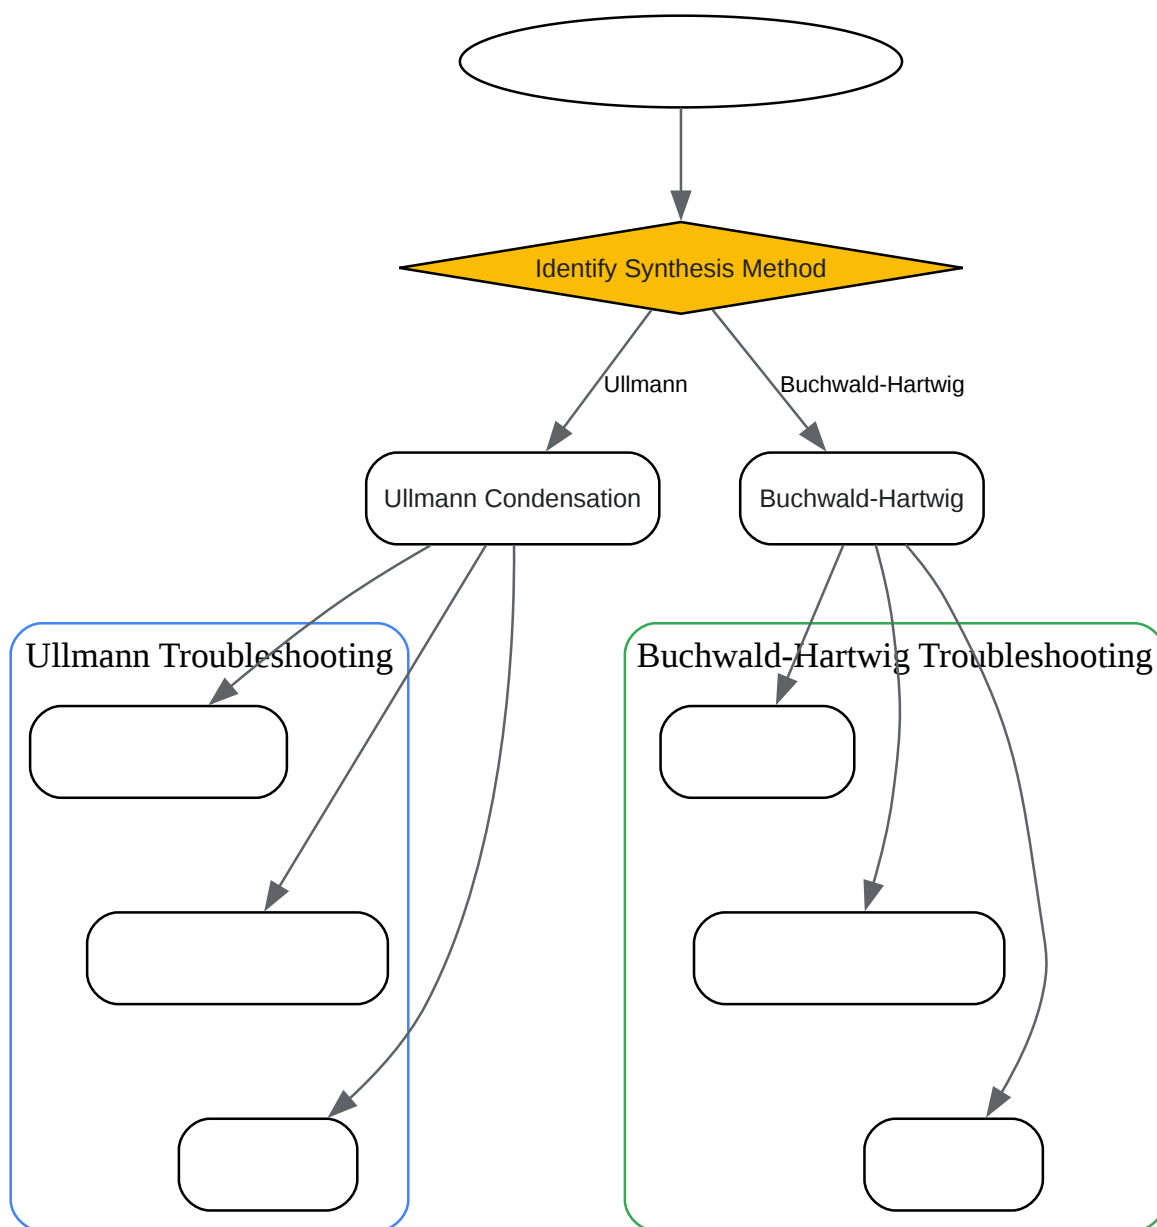 Identify Synthesis Method
Ullmann
Buchwald-Hartwig
Ullmann Condensation
Buchwald-Hartwig
Ullmann Troubleshooting
Buchwald-Hartwig Troubleshooting